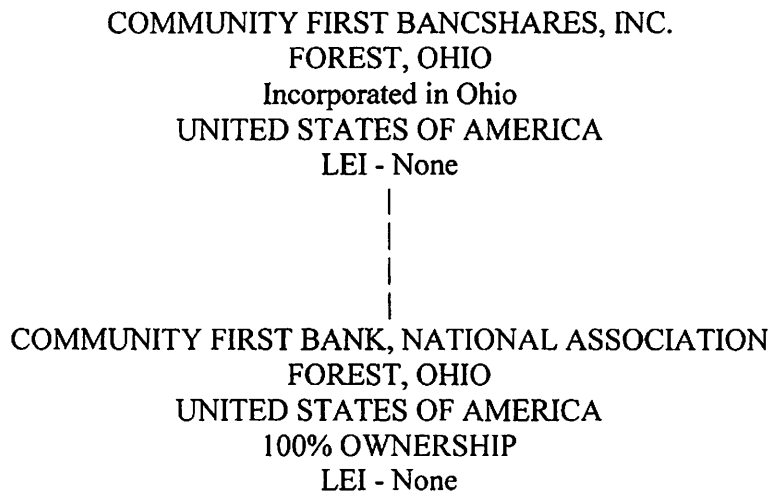 COMMUNITY FIRST BANCSHARES, INC.
FOREST, OHIO
Incorporated in Ohio
UNITED STATES OF AMERICA
LEI - None
COMMUNITY FIRST BANK, NATIONAL ASSOCIATION
FOREST, OHIO
UNITED STATES OF AMERICA
100% OWNERSHIP
LEI - None